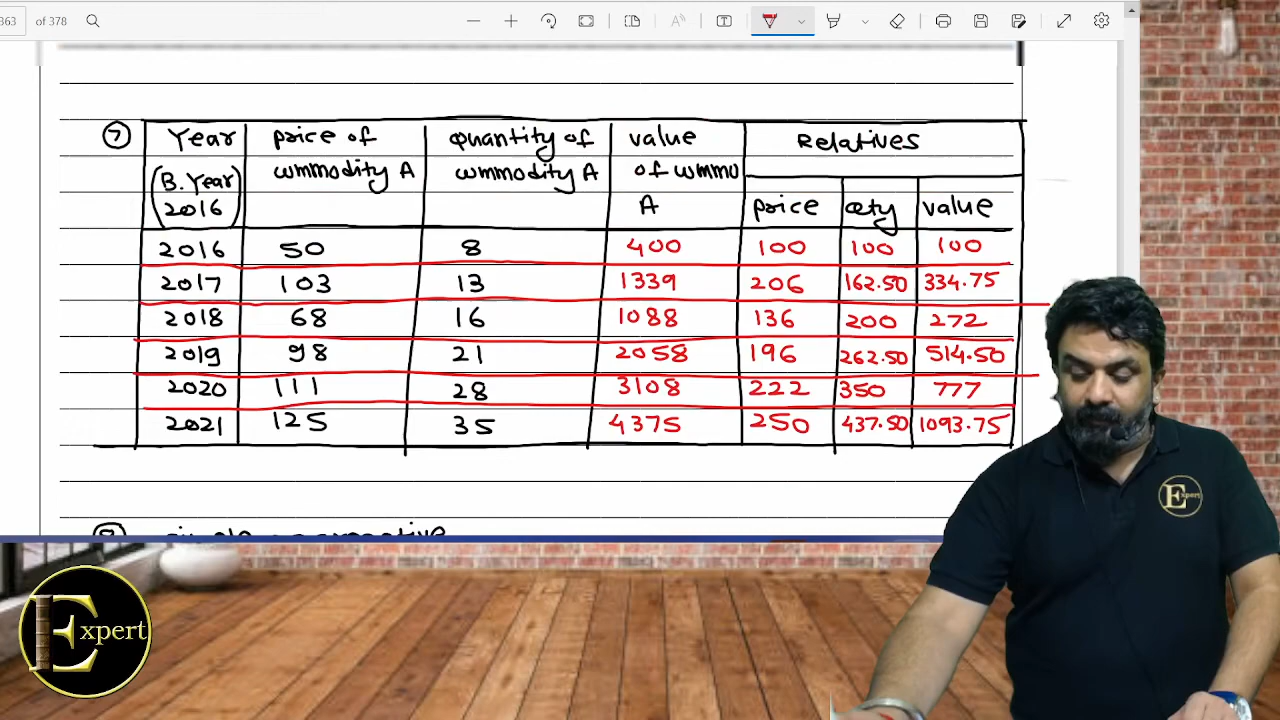 363 of 378
7 Year price of commodity A quantity of commodity A value of commo A Relatives
(B. Year 2016) price qty value
2016 50 8 400 100 100 100
2017 103 13 1339 206 162.50 334.75
2018 68 16 1088 136 200 272
2019 98 21 2058 196 262.50 514.50
2020 111 28 3108 222 350 777
2021 125 35 4375 250 437.50 1093.75
Expert
Expert